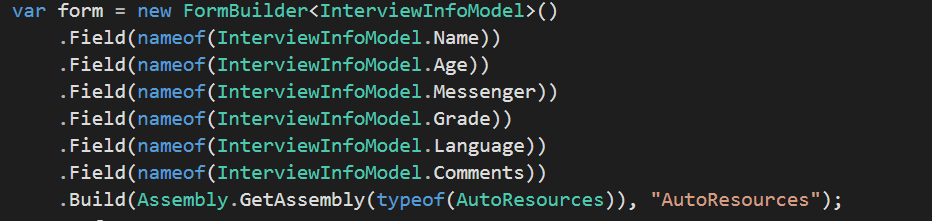 var form = new FormBuilder<InterviewInfoModel>()
.Field(nameof(InterviewInfoModel.Name))
.Field(nameof(InterviewInfoModel.Age))
.Field(nameof(InterviewInfoModel.Messenger))
.Field(nameof(InterviewInfoModel.Grade))
.Field(nameof(InterviewInfoModel.Language))
.Field(nameof(InterviewInfoModel.Comments))
.Build(Assembly.GetAssembly(typeof(AutoResources)), "AutoResources");